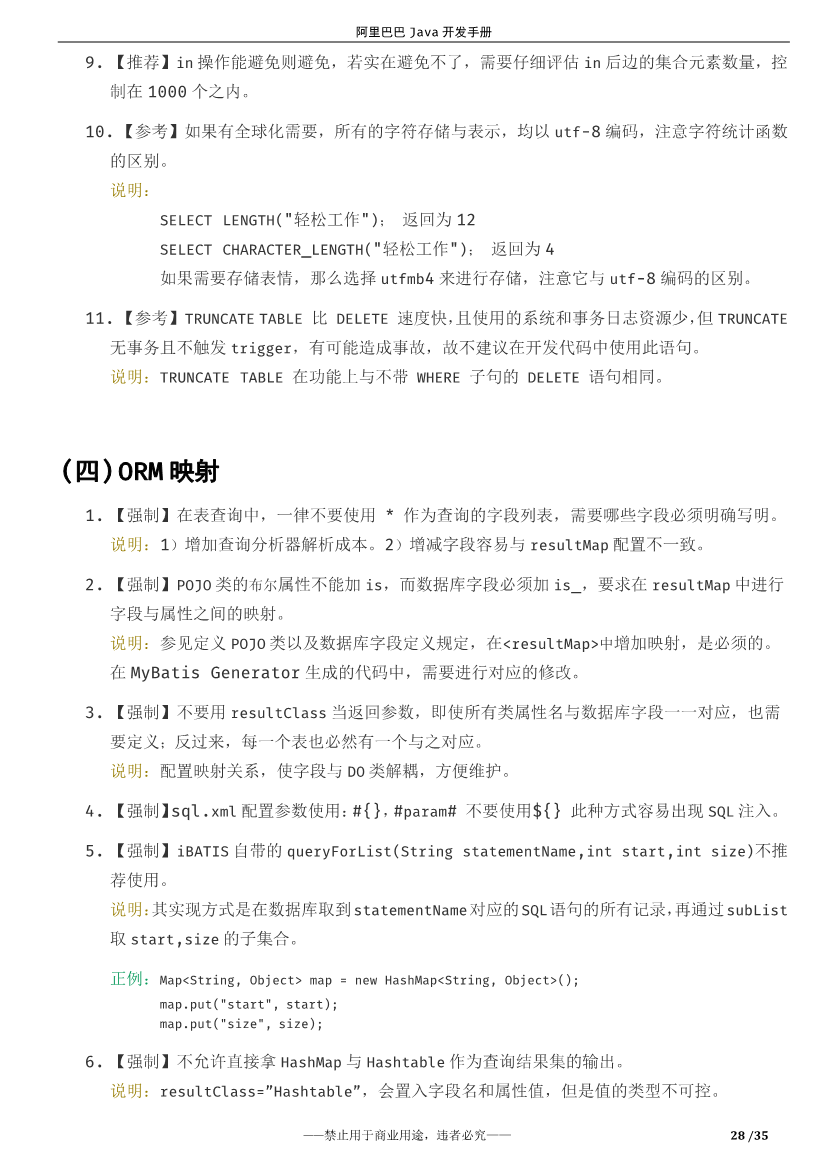 阿里巴巴 Java 开发手册
9. 【推荐】in 操作能避免则避免，若实在避免不了，需要仔细评估 in 后边的集合元素数量，控
制在 1000 个之内。
10. 【参考】如果有全球化需要，所有的字符存储与表示，均以 utf-8 编码，注意字符统计函数
的区别。
说明：
SELECT LENGTH("轻松工作")； 返回为 12
SELECT CHARACTER_LENGTH("轻松工作")； 返回为 4
如果需要存储表情，那么选择 utfmb4 来进行存储，注意它与 utf-8 编码的区别。
11. 【参考】TRUNCATE TABLE 比 DELETE 速度快，且使用的系统和事务日志资源少，但 TRUNCATE
无事务且不触发 trigger，有可能造成事故，故不建议在开发代码中使用此语句。
说明：TRUNCATE TABLE 在功能上与不带 WHERE 子句的 DELETE 语句相同。
(四)ORM 映射
1. 【强制】在表查询中，一律不要使用 * 作为查询的字段列表，需要哪些字段必须明确写明。
说明：1）增加查询分析器解析成本。2）增减字段容易与 resultMap 配置不一致。
2. 【强制】POJO 类的布尔属性不能加 is，而数据库字段必须加 is_，要求在 resultMap 中进行
字段与属性之间的映射。
说明：参见定义 POJO 类以及数据库字段定义规定，在<resultMap>中增加映射，是必须的。
在 MyBatis Generator 生成的代码中，需要进行对应的修改。
3. 【强制】不要用 resultClass 当返回参数，即使所有类属性名与数据库字段一一对应，也需
要定义；反过来，每一个表也必然有一个与之对应。
说明：配置映射关系，使字段与 DO 类解耦，方便维护。
4. 【强制】sql.xml 配置参数使用：#{}，#param# 不要使用${} 此种方式容易出现 SQL 注入。
5. 【强制】iBATIS 自带的 queryForList(String statementName,int start,int size)不推
荐使用。
说明：其实现方式是在数据库取到statementName对应的SQL语句的所有记录，再通过subList
取 start,size 的子集合。
正例：Map<String, Object> map = new HashMap<String, Object>();
map.put("start", start);
map.put("size", size);
6. 【强制】不允许直接拿 HashMap 与 Hashtable 作为查询结果集的输出。
说明：resultClass=”Hashtable”，会置入字段名和属性值，但是值的类型不可控。
——禁止用于商业用途，违者必究—— 28 /35